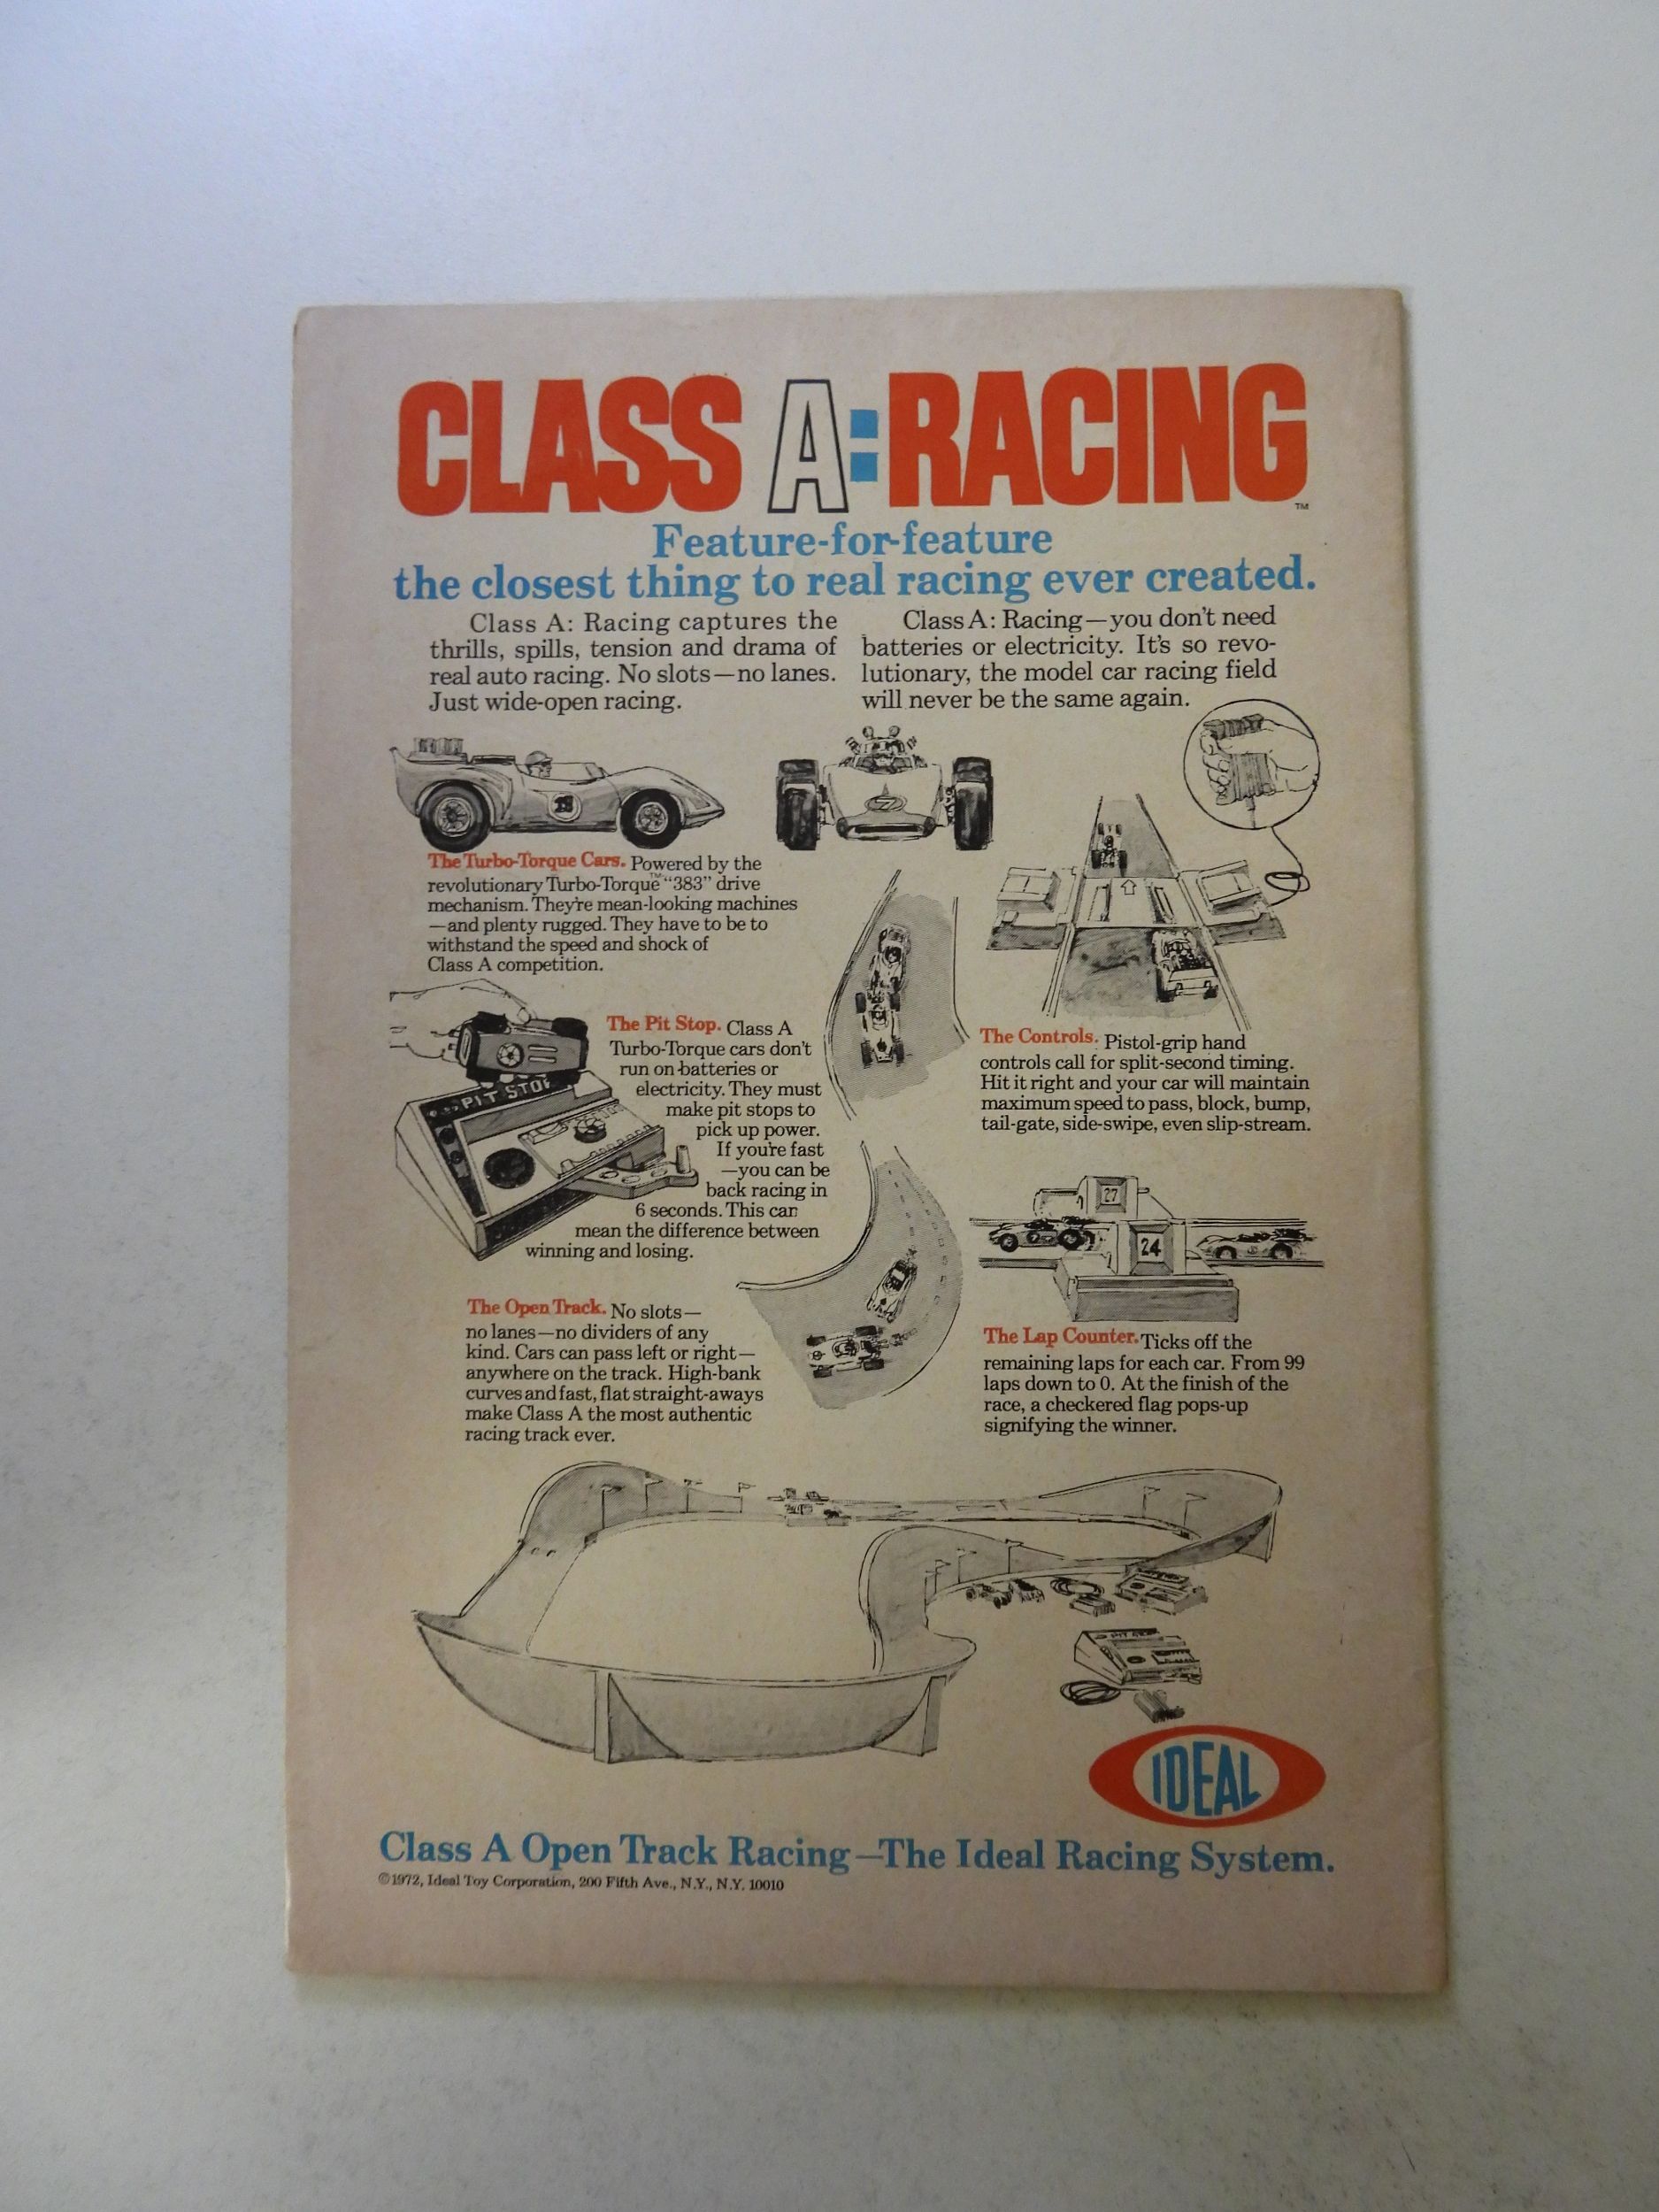 CLASS A:RACING
TM
Feature-for-feature
the closest thing to real racing ever created.
Class A: Racing captures the
thrills, spills, tension and drama of
real auto racing. No slots—no lanes.
Just wide-open racing.
Class A: Racing—you don't need
batteries or electricity. It's so revo-
lutionary, the model car racing field
will never be the same again.
The Turbo-Torque Cars. Powered by the
revolutionary Turbo-Torque™ "383" drive
mechanism. They're mean-looking machines
—and plenty rugged. They have to be to
withstand the speed and shock of
Class A competition.
PIT STOP
The Pit Stop. Class A
Turbo-Torque cars don't
run on batteries or
electricity. They must
make pit stops to
pick up power.
If you're fast
—you can be
back racing in
6 seconds. This can
mean the difference between
winning and losing.
The Controls. Pistol-grip hand
controls call for split-second timing.
Hit it right and your car will maintain
maximum speed to pass, block, bump,
tail-gate, side-swipe, even slip-stream.
27
24
The Open Track. No slots—
no lanes—no dividers of any
kind. Cars can pass left or right—
anywhere on the track. High-bank
curves and fast, flat straight-aways
make Class A the most authentic
racing track ever.
The Lap Counter. Ticks off the
remaining laps for each car. From 99
laps down to 0. At the finish of the
race, a checkered flag pops-up
signifying the winner.
IDEAL
Class A Open Track Racing—The Ideal Racing System.
©1972, Ideal Toy Corporation, 200 Fifth Ave., N.Y., N.Y. 10010